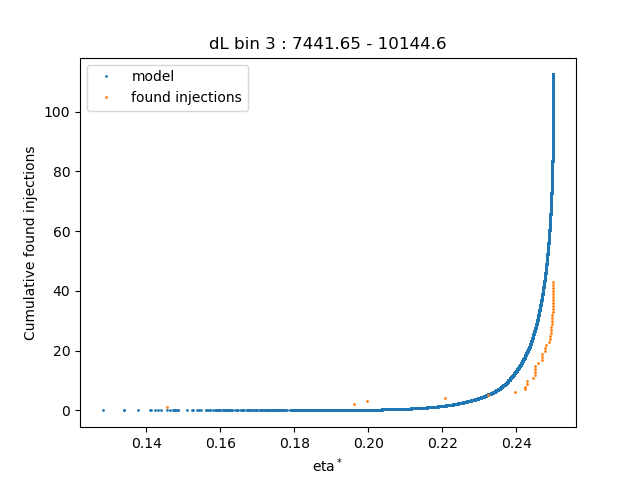 dL bin 3 : 7441.65 - 10144.6
model
found injections
Cumulative found injections
100
80
60
40
20
0
0.14 0.16 0.18 0.20 0.22 0.24
eta*